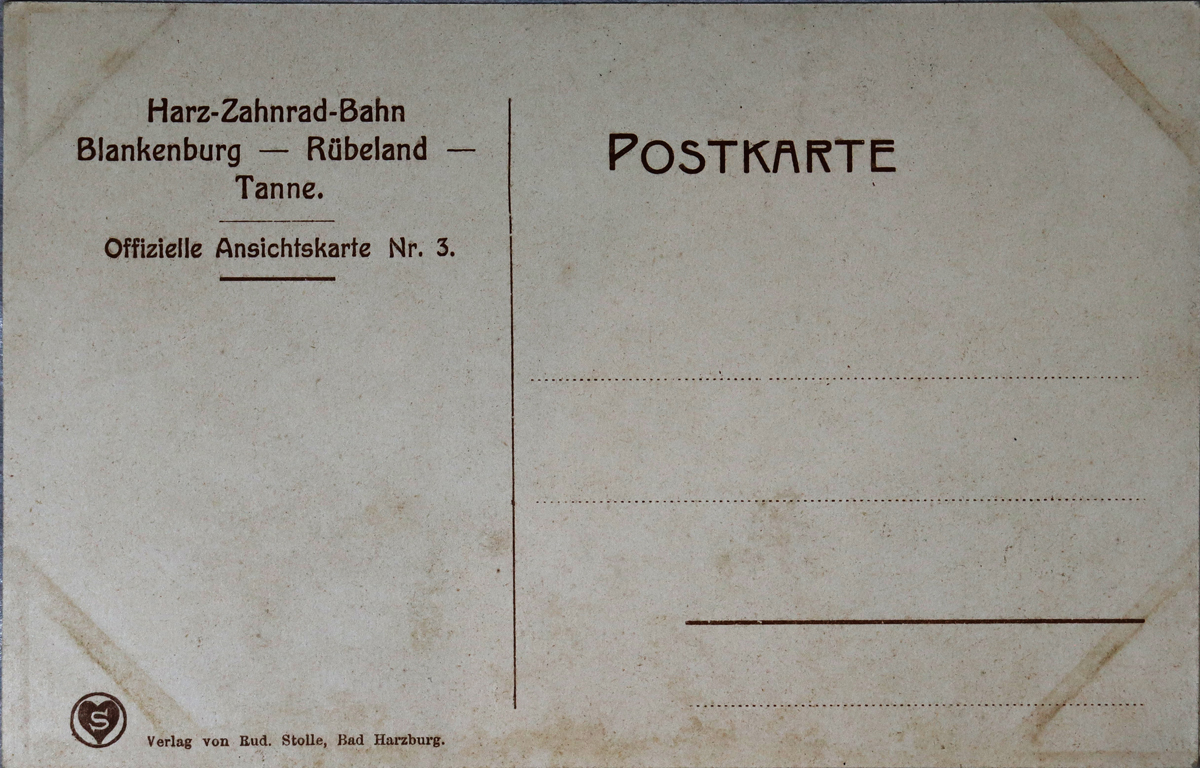 Harz-Zahnrad-Bahn
Blankenburg — Rübeland —
Tanne.
Offizielle Ansichtskarte Nr. 3.
POSTKARTE
S
Verlag von Rud. Stolle, Bad Harzburg.